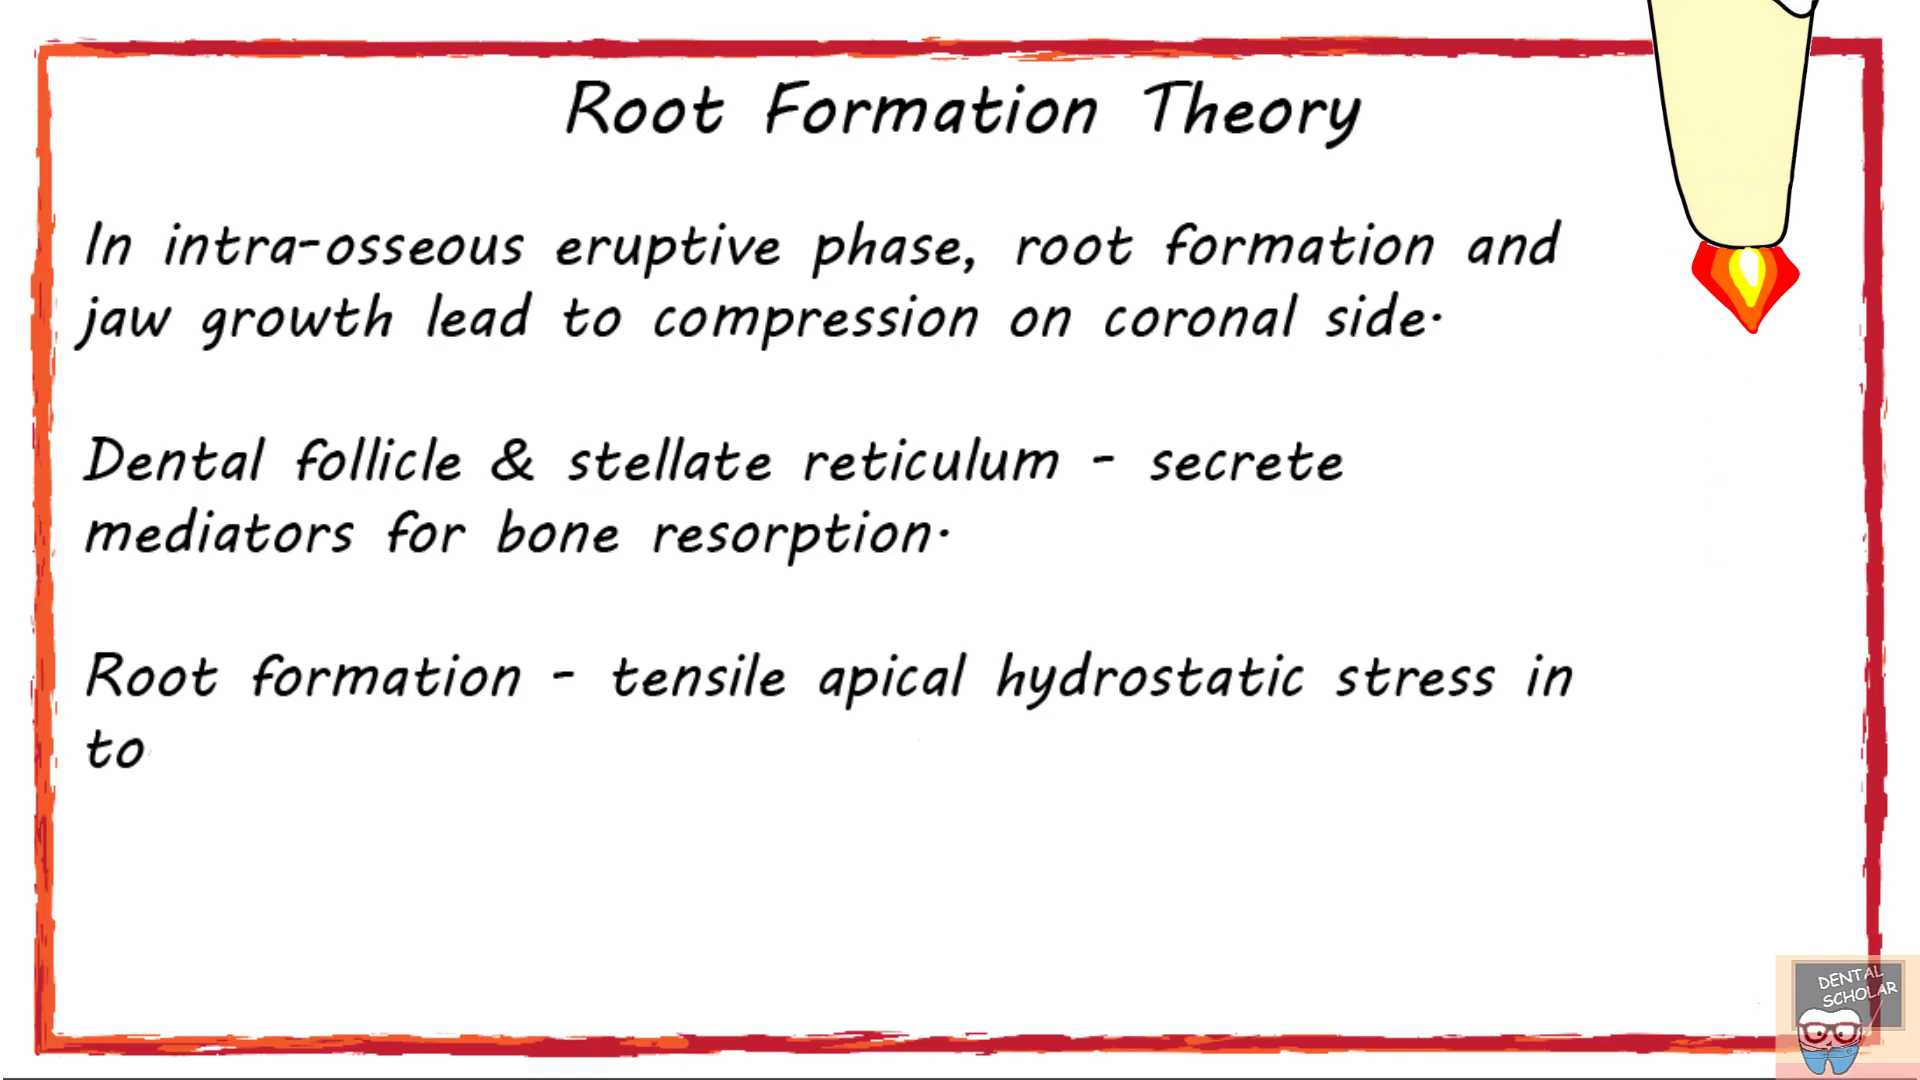 Root Formation Theory
In intra-osseous eruptive phase, root formation and
jaw growth lead to compression on coronal side.
Dental follicle & stellate reticulum - secrete
mediators for bone resorption.
Root formation - tensile apical hydrostatic stress in
to
DENTAL
SCHOLAR